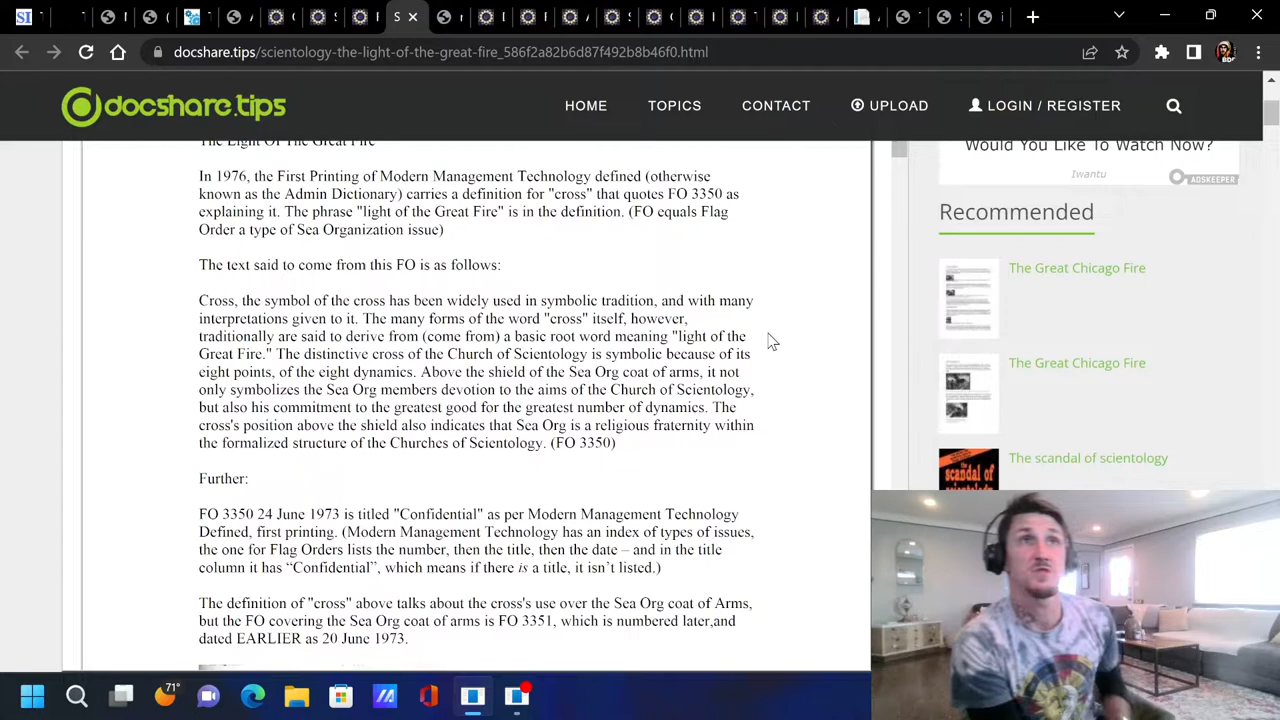 S
docshare.tips/scientology-the-light-of-the-great-fire_586f2a82b6d87f492b8b46f0.html
docshare.tips
HOME
TOPICS
CONTACT
UPLOAD
LOGIN / REGISTER
The Light Of The Great Fire
In 1976, the First Printing of Modern Management Technology defined (otherwise
known as the Admin Dictionary) carries a definition for "cross" that quotes FO 3350 as
explaining it. The phrase "light of the Great Fire" is in the definition. (FO equals Flag
Order a type of Sea Organization issue)
The text said to come from this FO is as follows:
Cross, the symbol of the cross has been widely used in symbolic tradition, and with many
interpretations given to it. The many forms of the word "cross" itself, however,
traditionally are said to derive from (come from) a basic root word meaning "light of the
Great Fire." The distinctive cross of the Church of Scientology is symbolic because of its
eight points, of the eight dynamics. Above the shield of the Sea Org coat of arms, it not
only symbolizes the Sea Org members devotion to the aims of the Church of Scientology,
but also his commitment to the greatest good for the greatest number of dynamics. The
cross's position above the shield also indicates that Sea Org is a religious fraternity within
the formalized structure of the Churches of Scientology. (FO 3350)
Further:
FO 3350 24 June 1973 is titled "Confidential" as per Modern Management Technology
Defined, first printing. (Modern Management Technology has an index of types of issues,
the one for Flag Orders lists the number, then the title, then the date – and in the title
column it has “Confidential”, which means if there is a title, it isn’t listed.)
The definition of "cross" above talks about the cross's use over the Sea Org coat of Arms,
but the FO covering the Sea Org coat of arms is FO 3351, which is numbered later,and
dated EARLIER as 20 June 1973.
Would You Like To Watch Now?
Iwantu
ADSKEEPER
Recommended
The Great Chicago Fire
The Great Chicago Fire
The scandal of scientology
the scandal of
scientology
71°